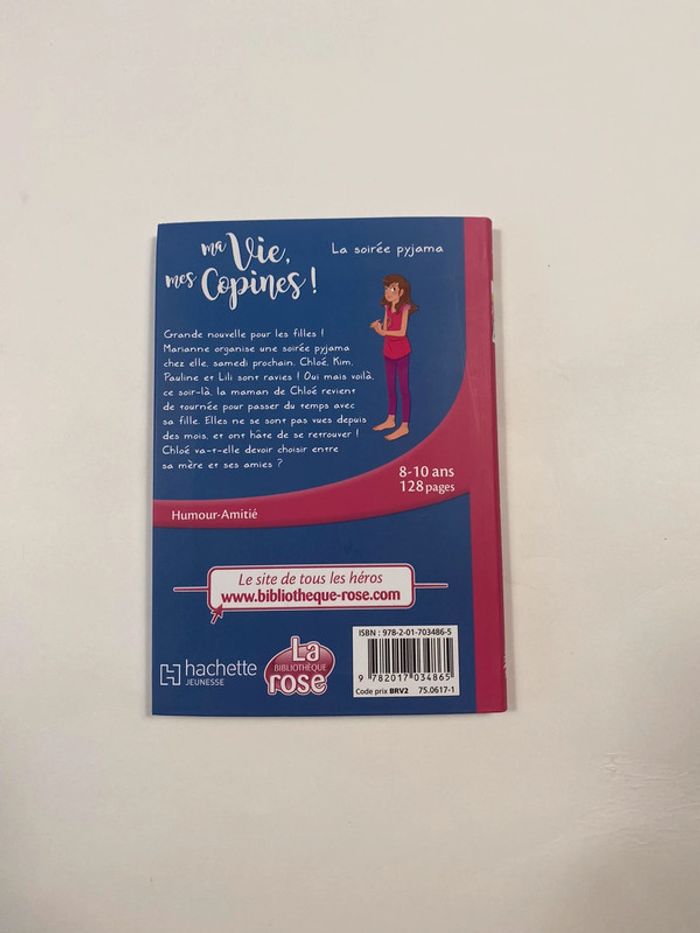 ma Vie,
mes Copines !
La soirée pyjama
Grande nouvelle pour les filles !
Marianne organise une soirée pyjama
chez elle, samedi prochain. Chloé, Kim,
Pauline et Lili sont ravies ! Oui mais voilà,
ce soir-là, la maman de Chloé revient
de tournée pour passer du temps avec
sa fille. Elles ne se sont pas vues depuis
des mois, et ont hâte de se retrouver !
Chloé va-t-elle devoir choisir entre
sa mère et ses amies ?
8-10 ans
128 pages
Humour-Amitié
Le site de tous les héros
www.bibliotheque-rose.com
hachette
JEUNESSE
La
BIBLIOTHÈQUE
rose
ISBN : 978-2-01-703486-5
9 782017 034865
Code prix BRV2 75.0617-1